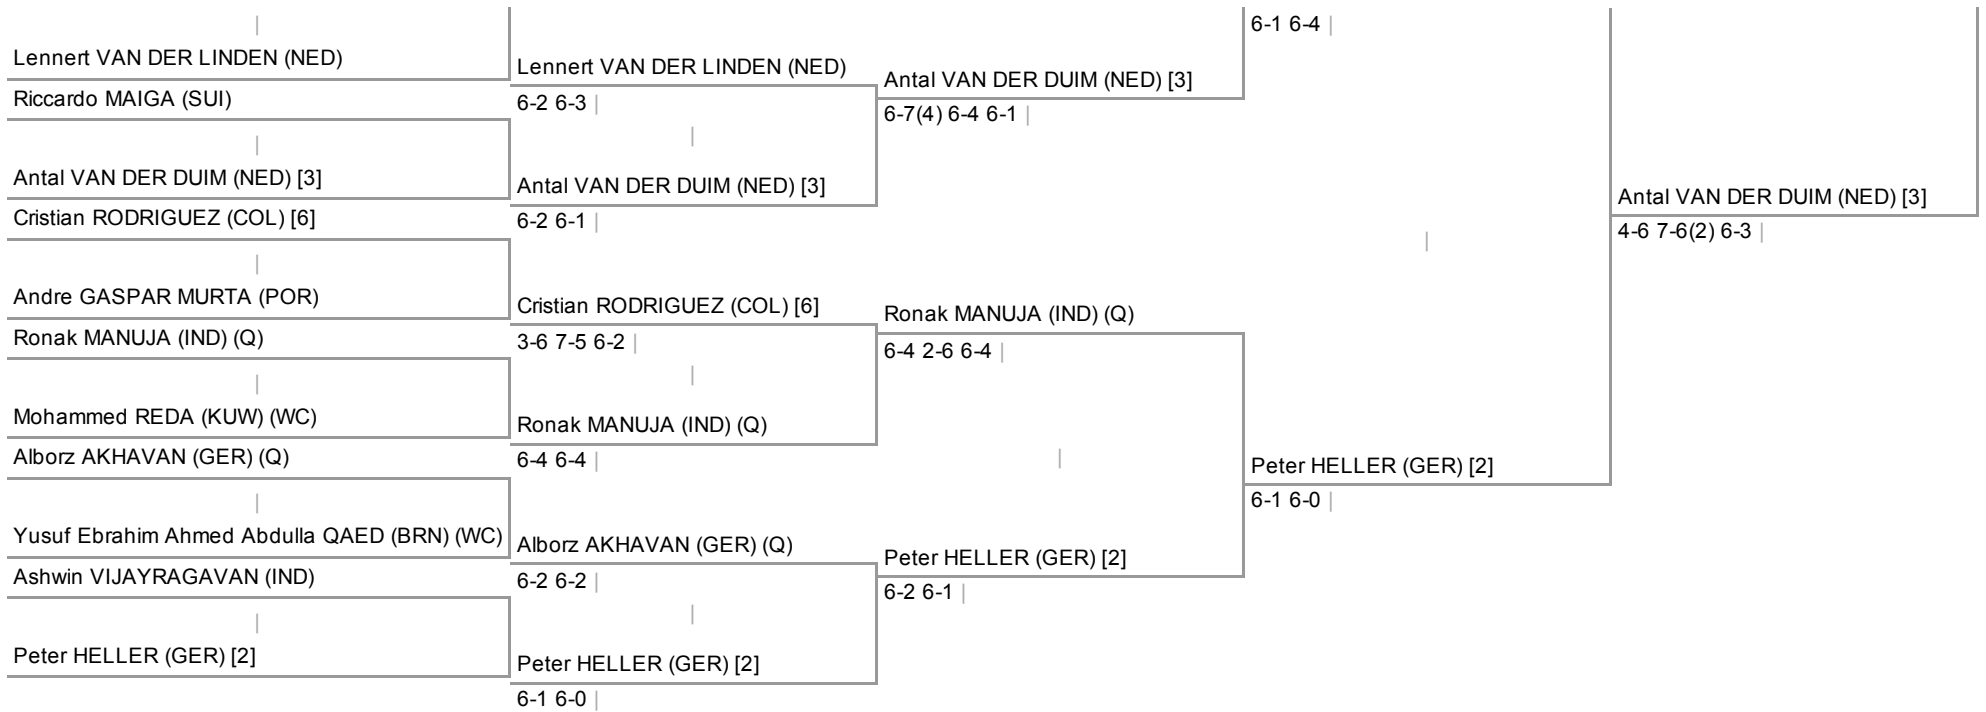 Lennert VAN DER LINDEN (NED)
Riccardo MAIGA (SUI)
Antal VAN DER DUIM (NED) [3]
Cristian RODRIGUEZ (COL) [6]
Andre GASPAR MURTA (POR)
Ronak MANUJA (IND) (Q)
Mohammed REDA (KUW) (WC)
Alborz AKHAVAN (GER) (Q)
Yusuf Ebrahim Ahmed Abdulla QAED (BRN) (WC)
Ashwin VIJAYRAGAVAN (IND)
Peter HELLER (GER) [2]
Lennert VAN DER LINDEN (NED)
6-2 6-3 |
Antal VAN DER DUIM (NED) [3]
6-2 6-1 |
Cristian RODRIGUEZ (COL) [6]
3-6 7-5 6-2 |
Ronak MANUJA (IND) (Q)
6-4 6-4 |
Alborz AKHAVAN (GER) (Q)
6-2 6-2 |
Peter HELLER (GER) [2]
6-1 6-0 |
Antal VAN DER DUIM (NED) [3]
6-7(4) 6-4 6-1 |
Ronak MANUJA (IND) (Q)
6-4 2-6 6-4 |
Peter HELLER (GER) [2]
6-2 6-1 |
6-1 6-4 |
Peter HELLER (GER) [2]
6-1 6-0 |
Antal VAN DER DUIM (NED) [3]
4-6 7-6(2) 6-3 |